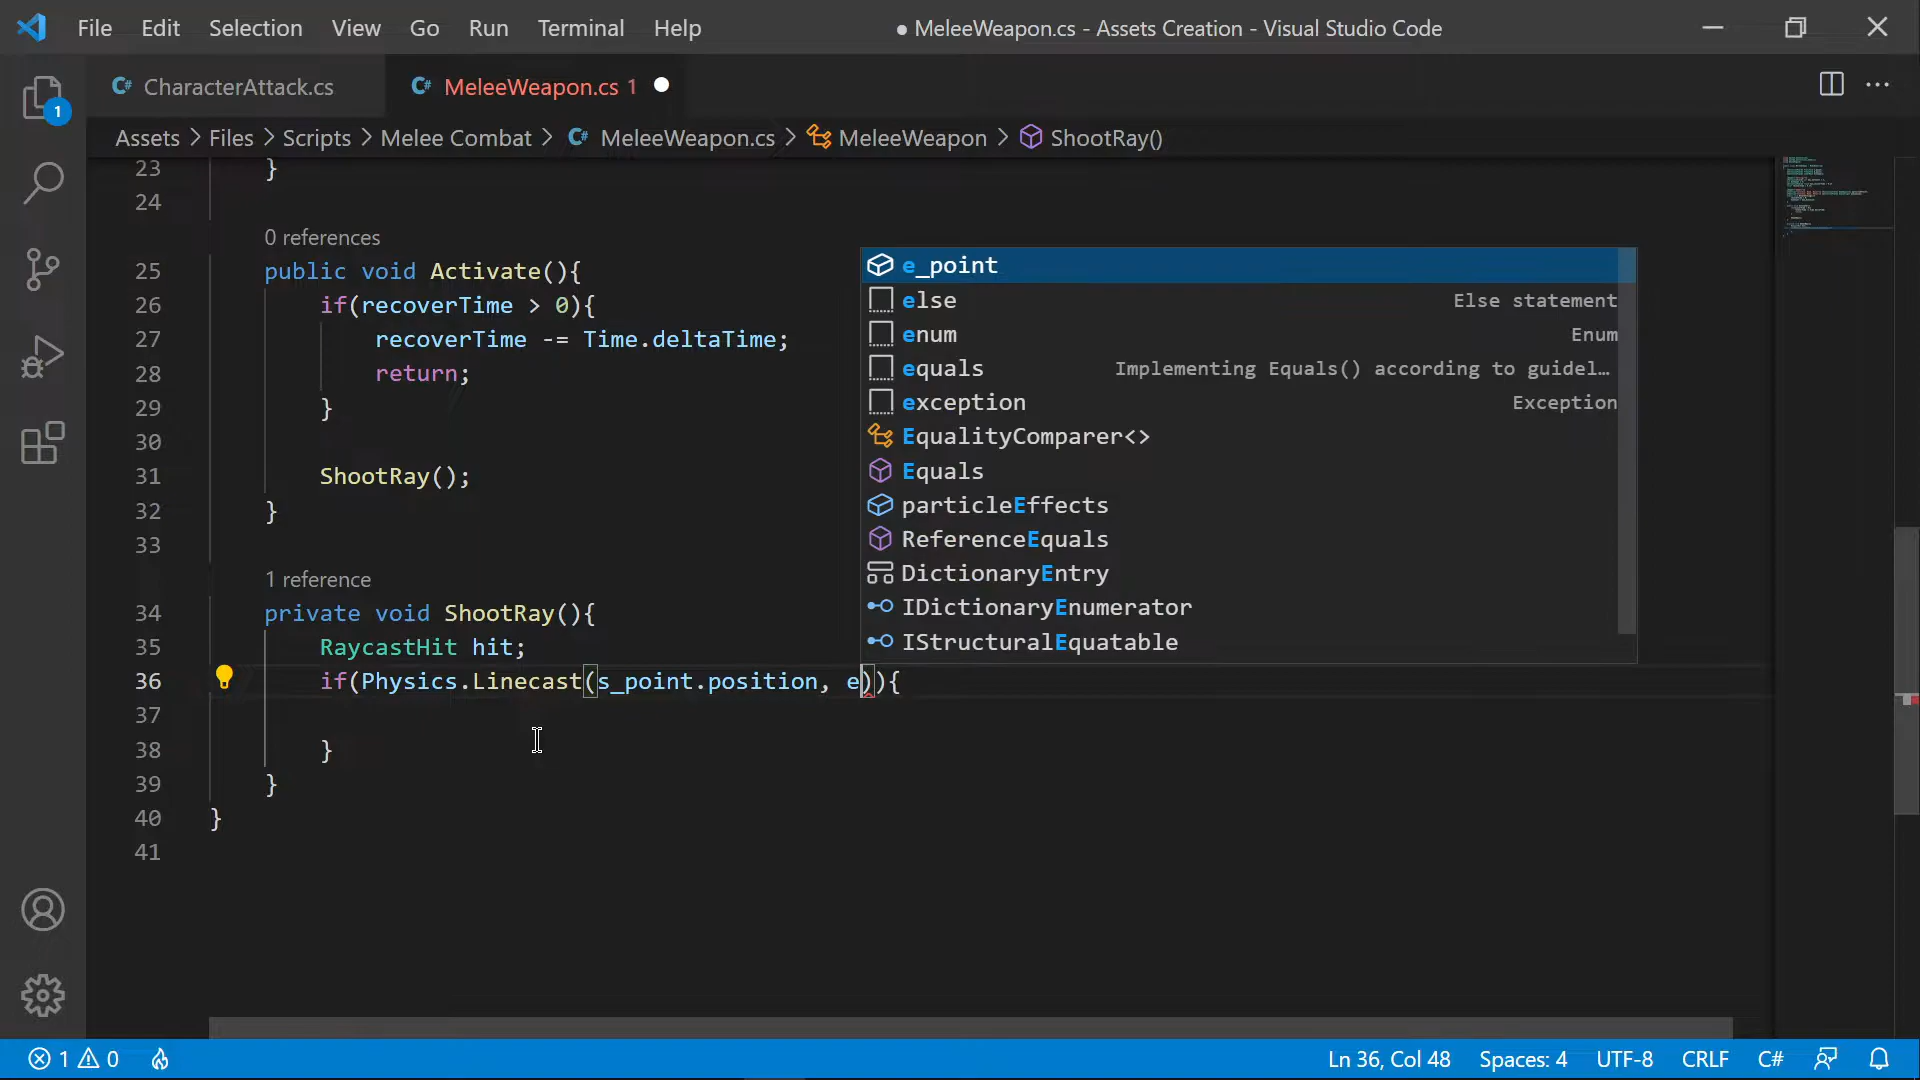 File Edit Selection View Go Run Terminal Help ● MeleeWeapon.cs - Assets Creation - Visual Studio Code
CharacterAttack.cs MeleeWeapon.cs 1
Assets > Files > Scripts > Melee Combat > MeleeWeapon.cs > MeleeWeapon > ShootRay()
1
23 }
24
0 references
25 public void Activate(){
26 if(recoverTime > 0){
27 recoverTime -= Time.deltaTime;
28 return;
29 }
30
31 ShootRay();
32 }
33
1 reference
34 private void ShootRay(){
35 RaycastHit hit;
36 if(Physics.Linecast(s_point.position, e)){
37
38 }
39 }
40 }
41
e_point
else Else statement
enum Enum
equals Implementing Equals() according to guidel…
exception Exception
EqualityComparer<>
Equals
particleEffects
ReferenceEquals
DictionaryEntry
IDictionaryEnumerator
IStructuralEquatable
1 0 Ln 36, Col 48 Spaces: 4 UTF-8 CRLF C#